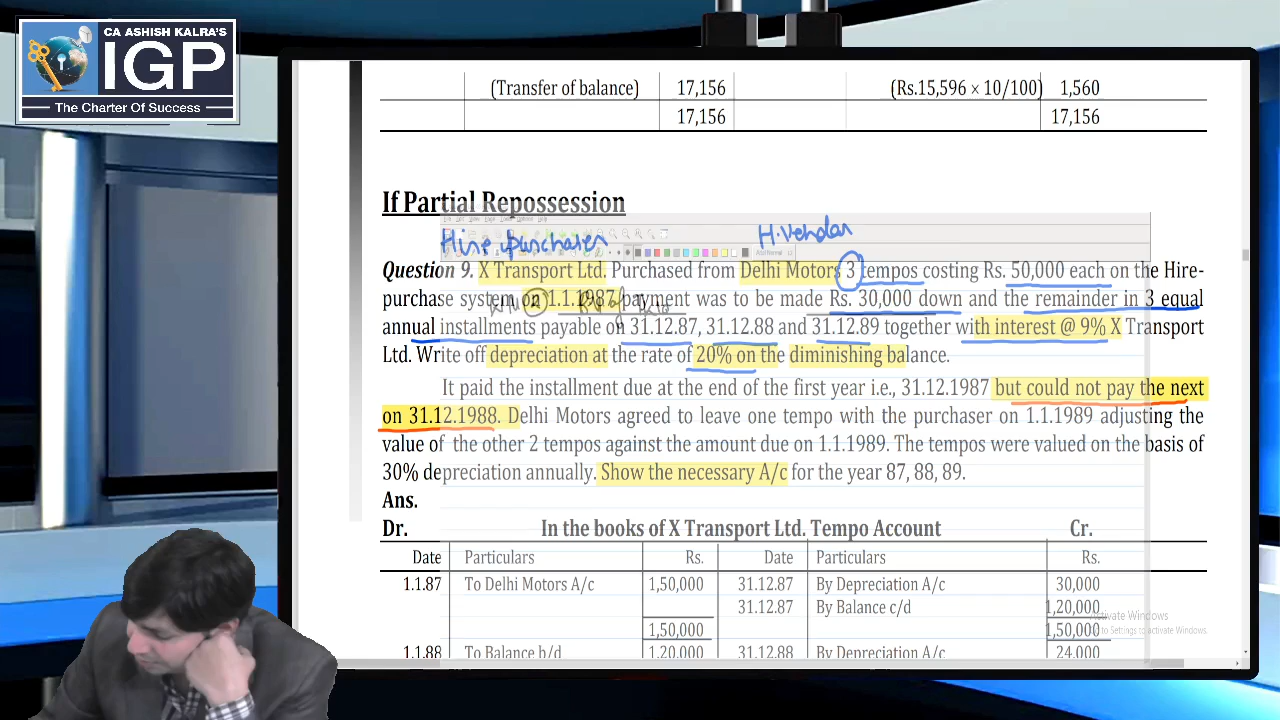 CA ASHISH KALRA'S
IGP
The Charter Of Success
(Transfer of balance) 17,156 (Rs.15,596 × 10/100) 1,560
17,156 17,156
If Partial Repossession
Hire purchaser H.Vendor
Question 9. X Transport Ltd. Purchased from Delhi Motors 3 tempos costing Rs. 50,000 each on the Hire-
purchase system on 1.1.1987 payment was to be made Rs. 30,000 down and the remainder in 3 equal
annual installments payable on 31.12.87, 31.12.88 and 31.12.89 together with interest @ 9% X Transport
Ltd. Write off depreciation at the rate of 20% on the diminishing balance.
It paid the installment due at the end of the first year i.e., 31.12.1987 but could not pay the next
on 31.12.1988. Delhi Motors agreed to leave one tempo with the purchaser on 1.1.1989 adjusting the
value of the other 2 tempos against the amount due on 1.1.1989. The tempos were valued on the basis of
30% depreciation annually. Show the necessary A/c for the year 87, 88, 89.
Ans.
Dr. In the books of X Transport Ltd. Tempo Account Cr.
Date Particulars Rs. Date Particulars Rs.
1.1.87 To Delhi Motors A/c 1,50,000 31.12.87 By Depreciation A/c 30,000
31.12.87 By Balance c/d 1,20,000
1,50,000 1,50,000
1.1.88 To Balance b/d 1,20,000 31.12.88 By Depreciation A/c 24,000
Activate Windows
Go to Settings to activate Windows.